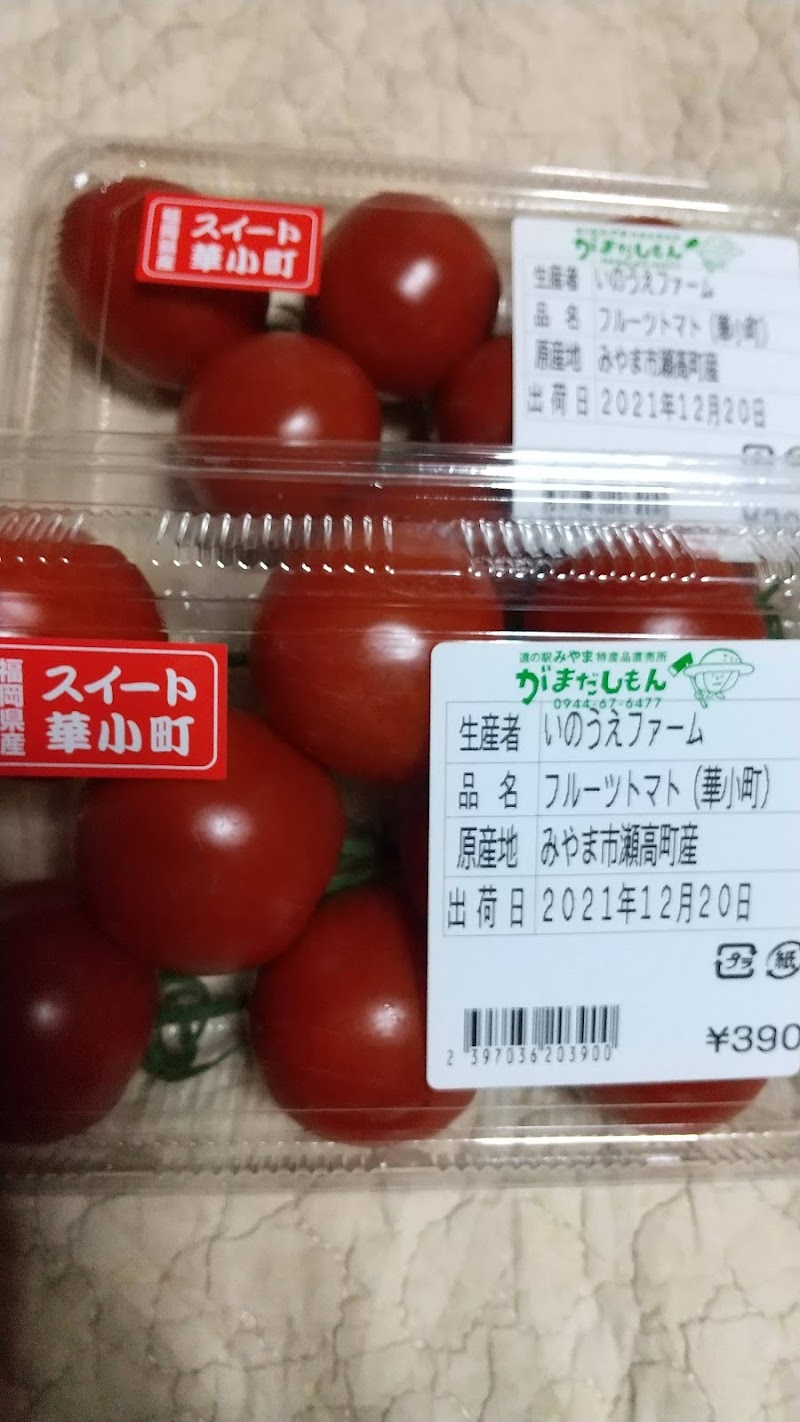 福岡県産
スイート
華小町
がまだしもん
生産者 いのうえファーム
品名 フルーツトマト（華小町）
原産地 みやま市瀬高町産
出荷日 2021年12月20日
福岡県産
スイート
華小町
道の駅みやま特産品直売所
がまだしもん
0944-67-6477
生産者 いのうえファーム
品名 フルーツトマト（華小町）
原産地 みやま市瀬高町産
出荷日 2021年12月20日
プラ 紙
2 397036 203900
¥390